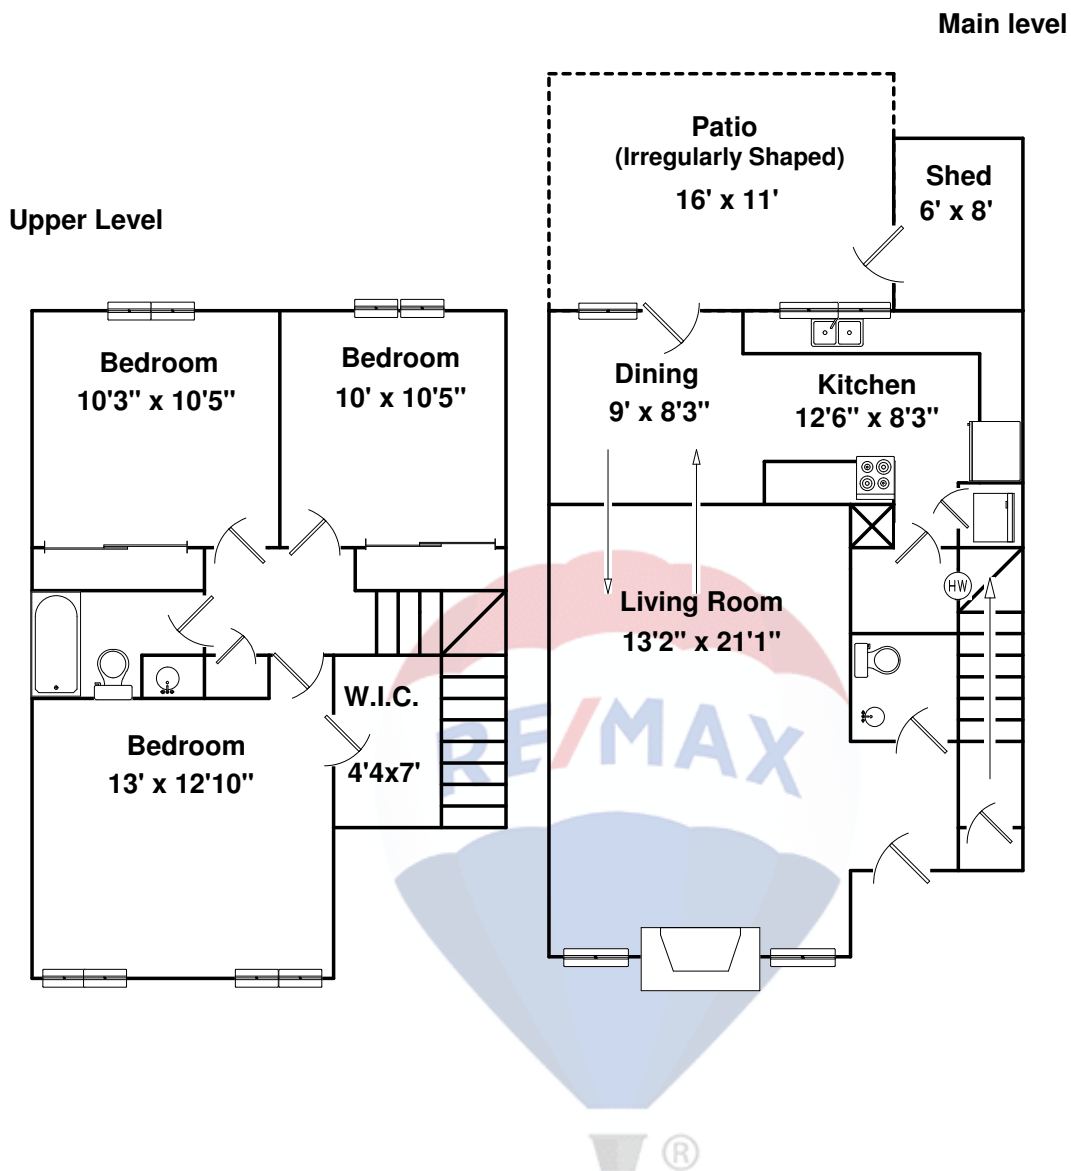 Main level
Patio
(Irregularly Shaped)
16' x 11'
Shed
6' x 8'
Upper Level
Bedroom
10'3" x 10'5"
Bedroom
10' x 10'5"
Dining
9' x 8'3"
Kitchen
12'6" x 8'3"
HW
Living Room
13'2" x 21'1"
W.I.C.
4'4x7'
Bedroom
13' x 12'10"
RE/MAX
®